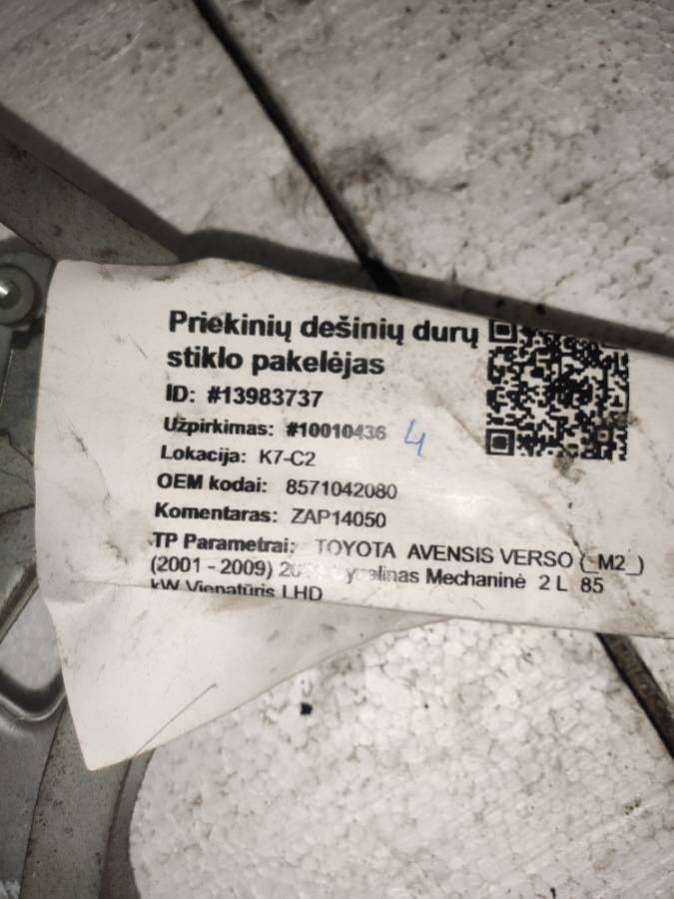 Priekinių dešinių durų
stiklo pakelėjas
ID: #13983737
Užpirkimas: #10010436 4
Lokacija: K7-C2
OEM kodai: 8571042080
Komentaras: ZAP14050
TP Parametrai: TOYOTA AVENSIS VERSO (_M2_)
(2001 - 2009) Mechaninė 2 L 85
kW Vienatūris LHD